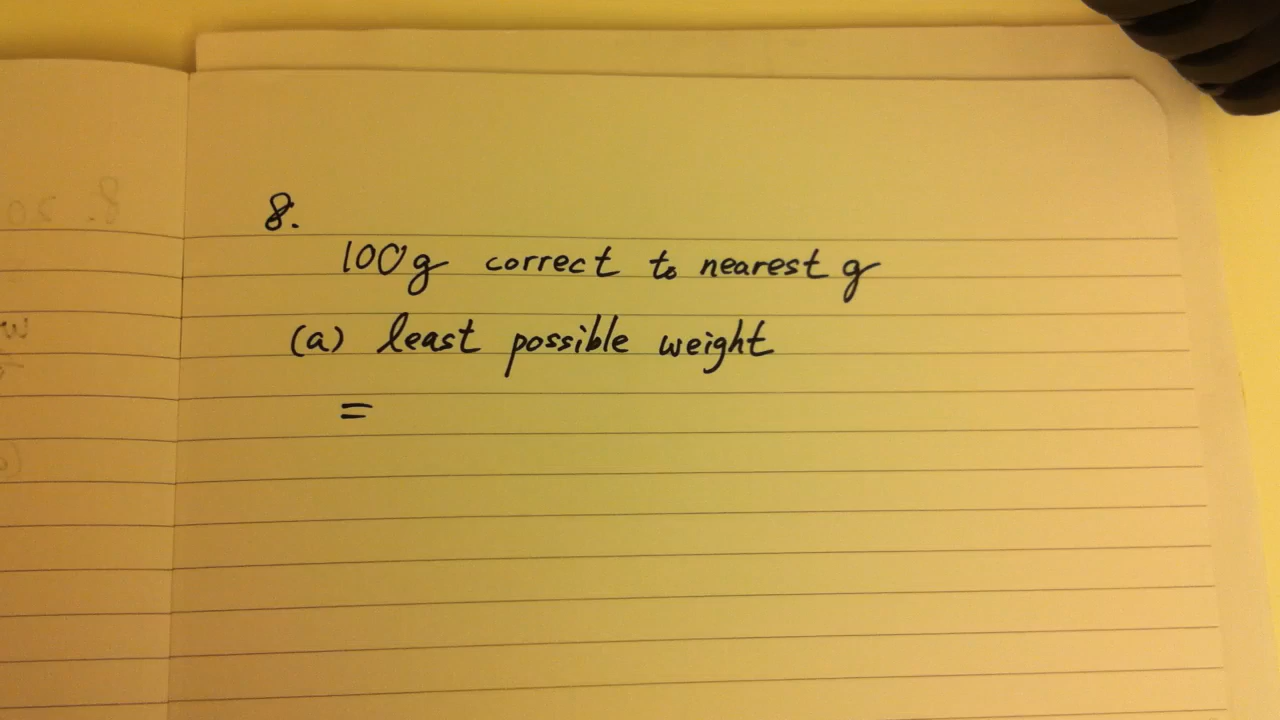 8.
100g correct to nearest g
(a) least possible weight
=